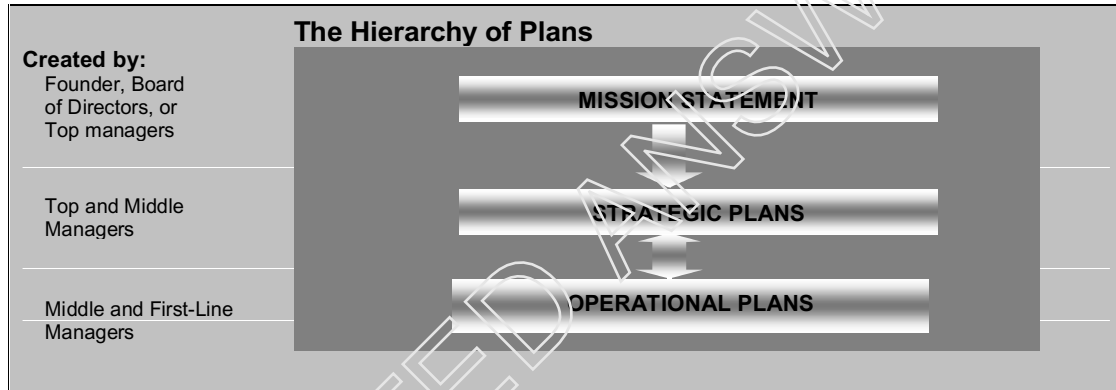 The Hierarchy of Plans
Created by:
Founder, Board
of Directors, or
Top managers
MISSION STATEMENT
Top and Middle
Managers
STRATEGIC PLANS
Middle and First-Line
Managers
OPERATIONAL PLANS